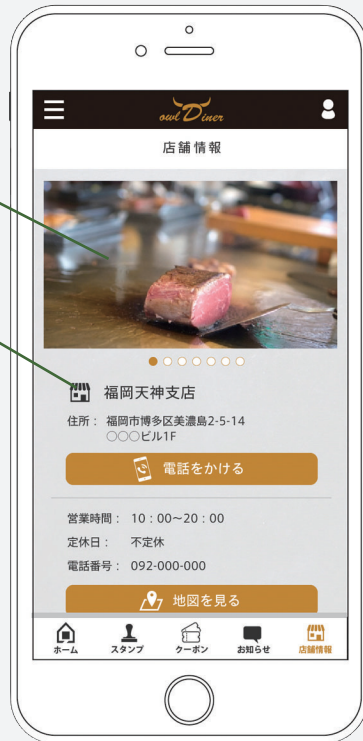 owl Diner
店舗情報
福岡天神支店
住所： 福岡市博多区美濃島2-5-14
○○○ビル1F
電話をかける
営業時間： 10：00～20：00
定休日： 不定休
電話番号： 092-000-000
地図を見る
ホーム スタンプ クーポン お知らせ 店舗情報